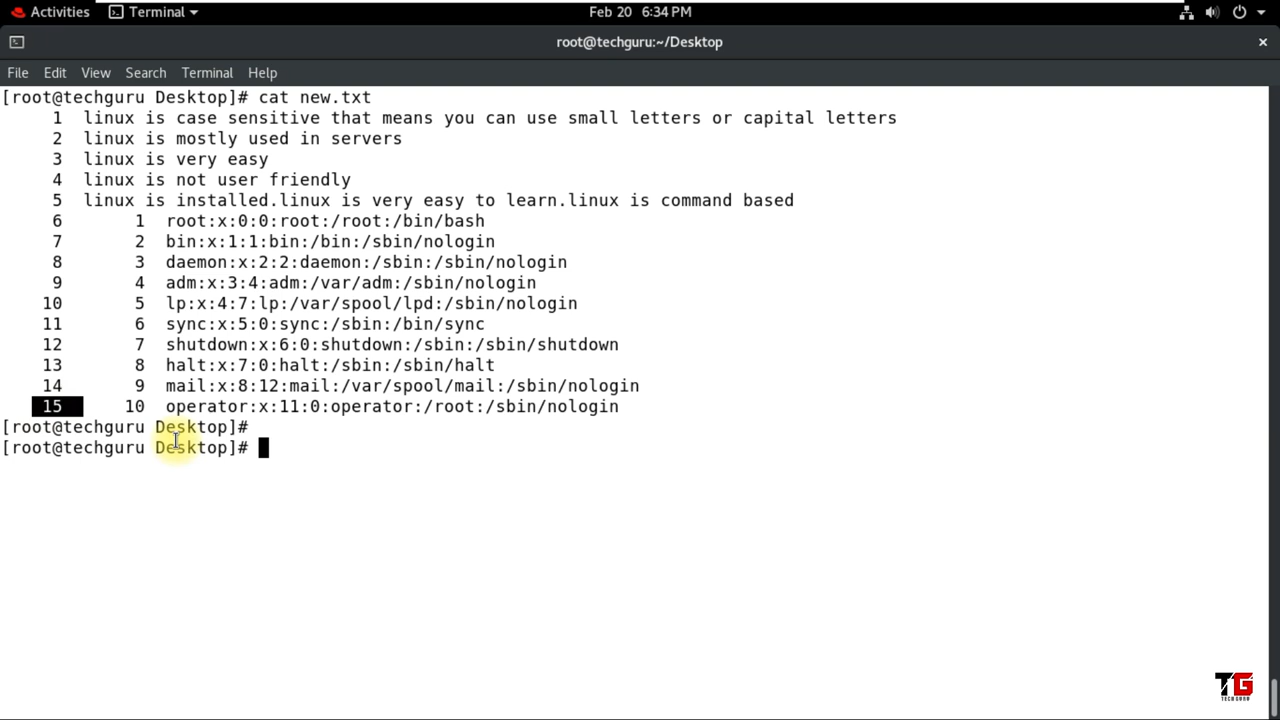 Activities Terminal Feb 20 6:34 PM
root@techguru:~/Desktop ×
File Edit View Search Terminal Help
[root@techguru Desktop]# cat new.txt
1 linux is case sensitive that means you can use small letters or capital letters
2 linux is mostly used in servers
3 linux is very easy
4 linux is not user friendly
5 linux is installed.linux is very easy to learn.linux is command based
6 1 root:x:0:0:root:/root:/bin/bash
7 2 bin:x:1:1:bin:/bin:/sbin/nologin
8 3 daemon:x:2:2:daemon:/sbin:/sbin/nologin
9 4 adm:x:3:4:adm:/var/adm:/sbin/nologin
10 5 lp:x:4:7:lp:/var/spool/lpd:/sbin/nologin
11 6 sync:x:5:0:sync:/sbin:/bin/sync
12 7 shutdown:x:6:0:shutdown:/sbin:/sbin/shutdown
13 8 halt:x:7:0:halt:/sbin:/sbin/halt
14 9 mail:x:8:12:mail:/var/spool/mail:/sbin/nologin
15 10 operator:x:11:0:operator:/root:/sbin/nologin
[root@techguru Desktop]#
[root@techguru Desktop]#
TG
TECH GURU